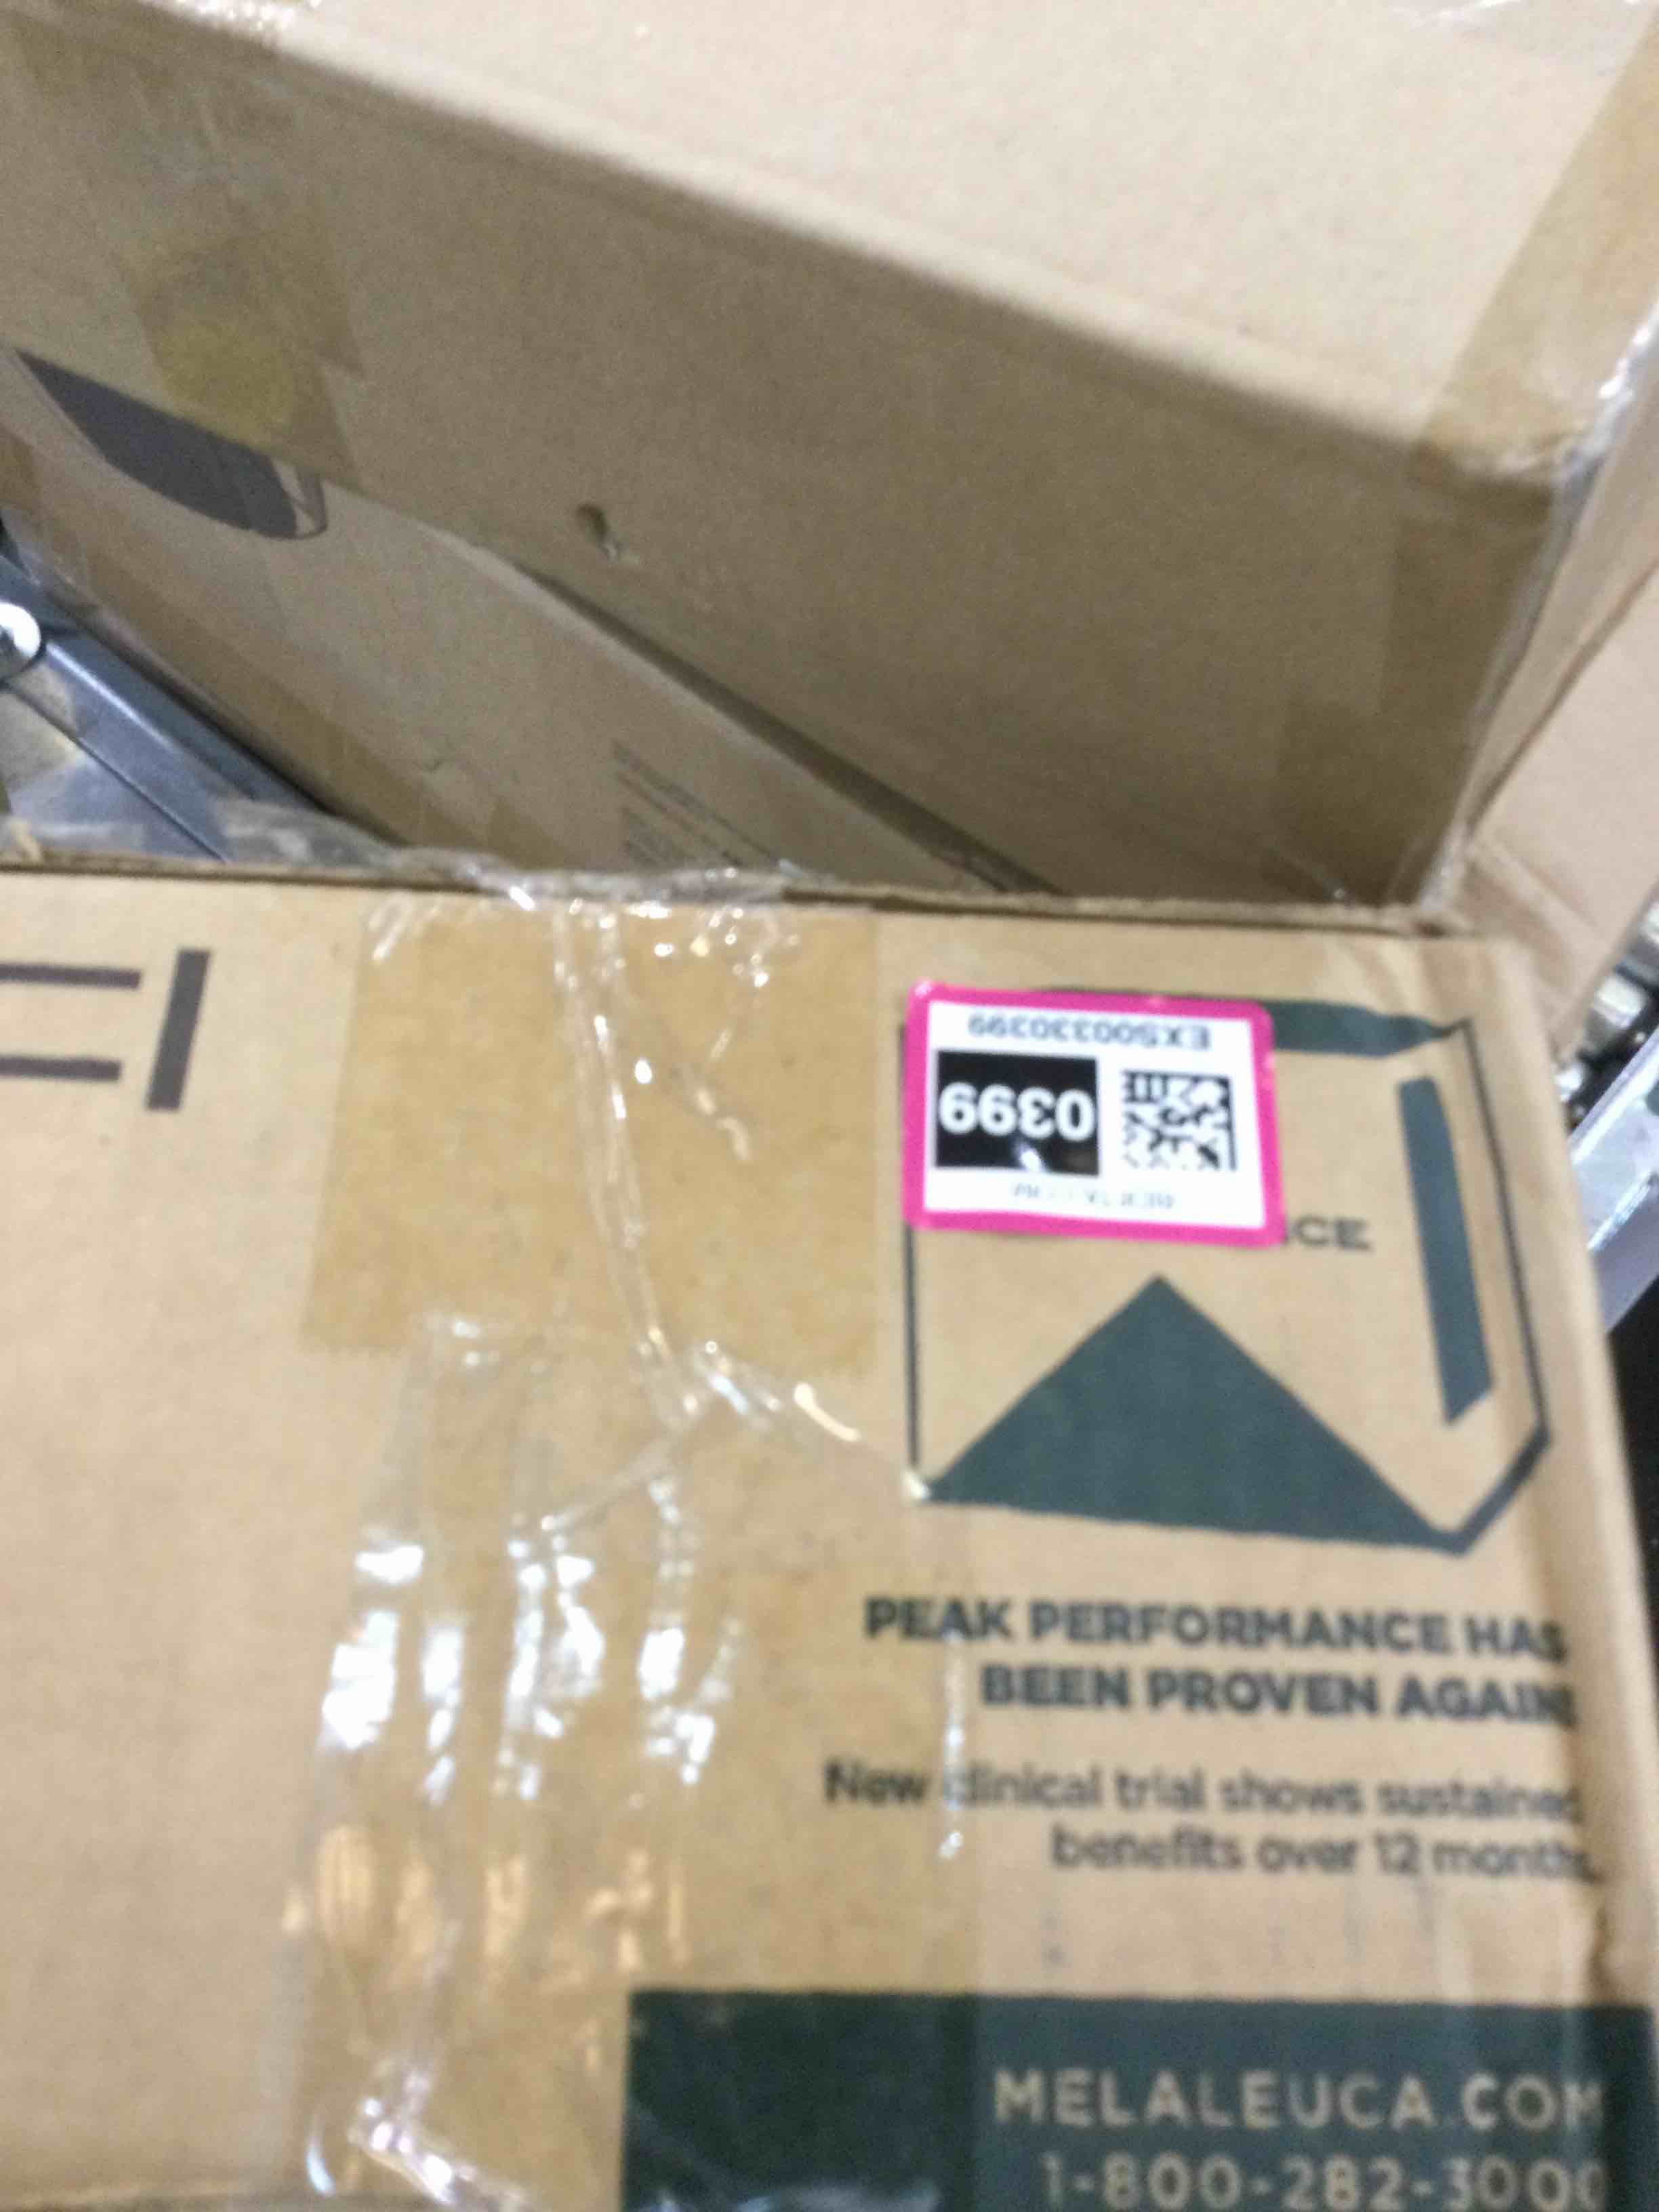 EXS00330399
0399
CE
PEAK PERFORMANCE HAS
BEEN PROVEN AGAIN
New clinical trial shows sustained
benefits over 12 months
MELALEUCA.COM
1-800-282-3000